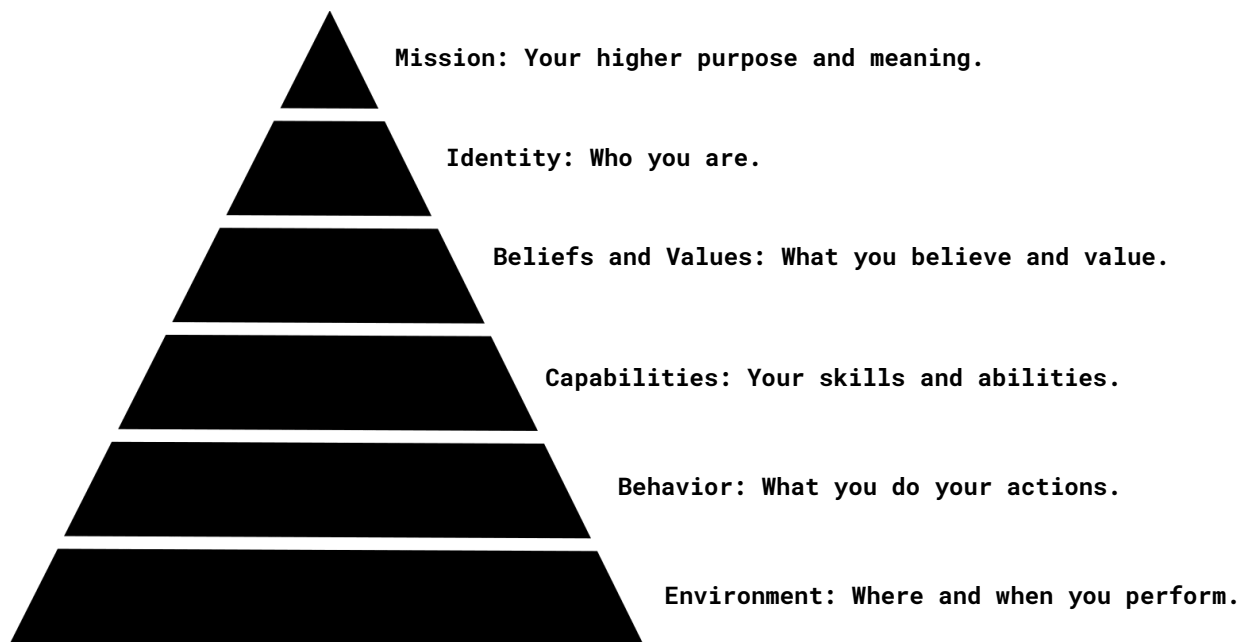 Mission: Your higher purpose and meaning.
Identity: Who you are.
Beliefs and Values: What you believe and value.
Capabilities: Your skills and abilities.
Behavior: What you do your actions.
Environment: Where and when you perform.